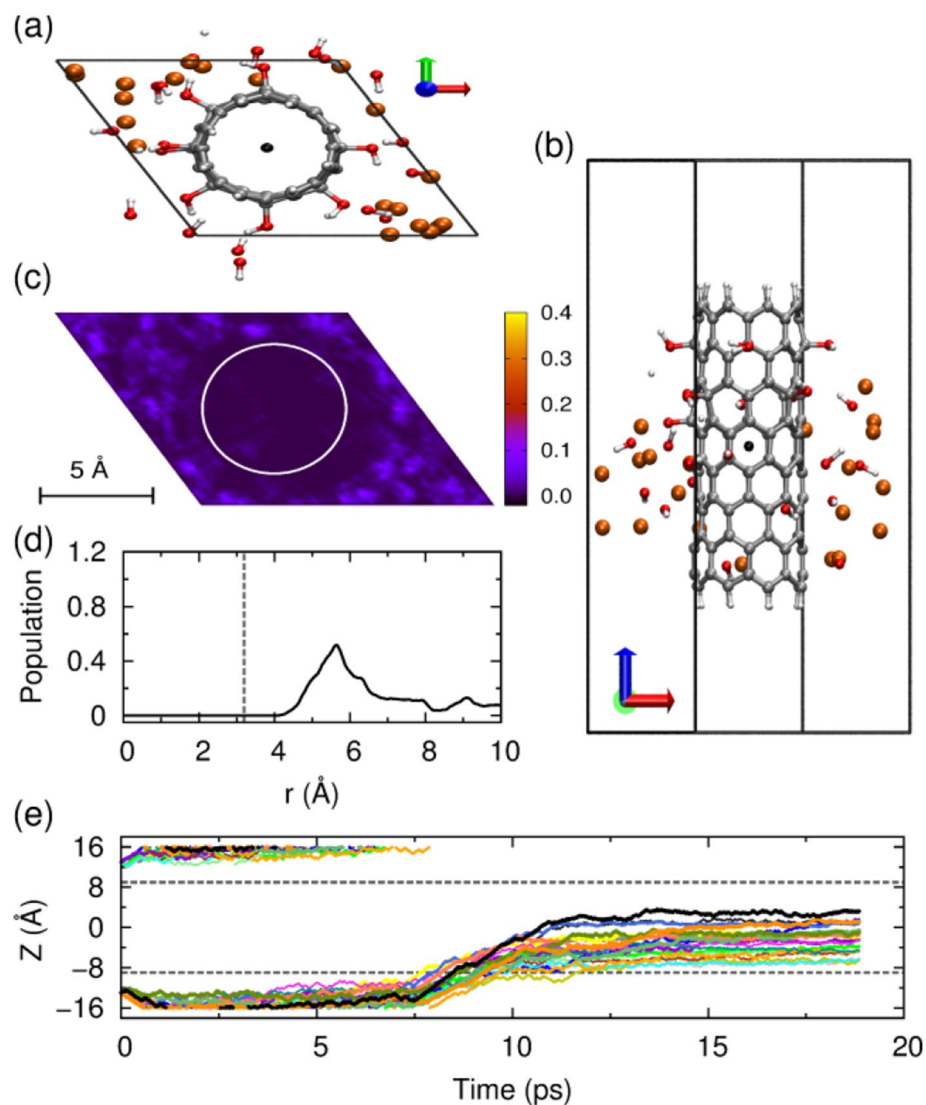 (a)
(b)
(c)
0.4
0.3
0.2
0.1
0.0
5 Å
(d)
1.2
0.8
0.4
0
Population
0 2 4 6 8 10
r (Å)
(e)
16
8
0
−8
−16
Z (Å)
0 5 10 15 20
Time (ps)